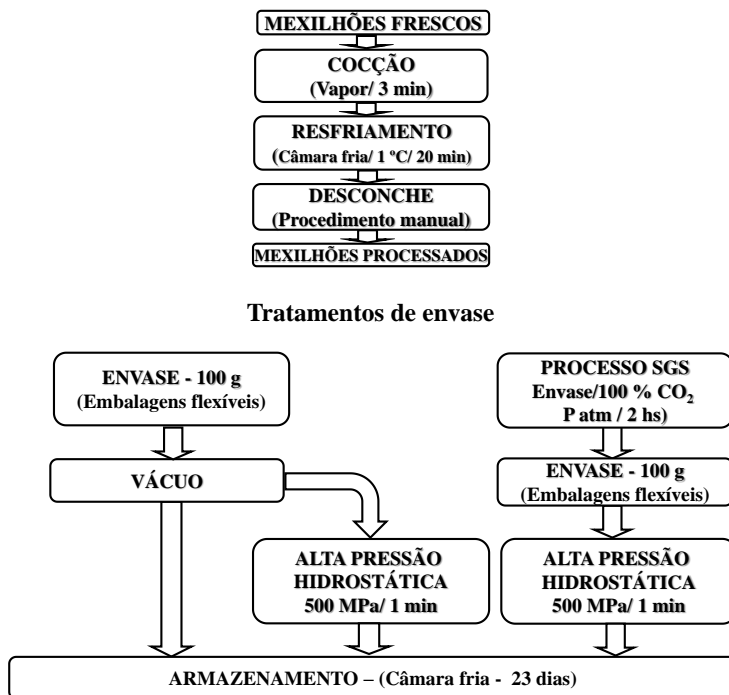 MEXILHÕES FRESCOS
COCÇÃO
(Vapor/ 3 min)
RESFRIAMENTO
(Câmara fria/ 1 ºC/ 20 min)
DESCONCHE
(Procedimento manual)
MEXILHÕES PROCESSADOS
Tratamentos de envase
ENVASE - 100 g
(Embalagens flexíveis)
VÁCUO
PROCESSO SGS
Envase/100 % CO₂
P atm / 2 hs)
ENVASE - 100 g
(Embalagens flexíveis)
ALTA PRESSÃO
HIDROSTÁTICA
500 MPa/ 1 min
ALTA PRESSÃO
HIDROSTÁTICA
500 MPa/ 1 min
ARMAZENAMENTO – (Câmara fria - 23 dias)